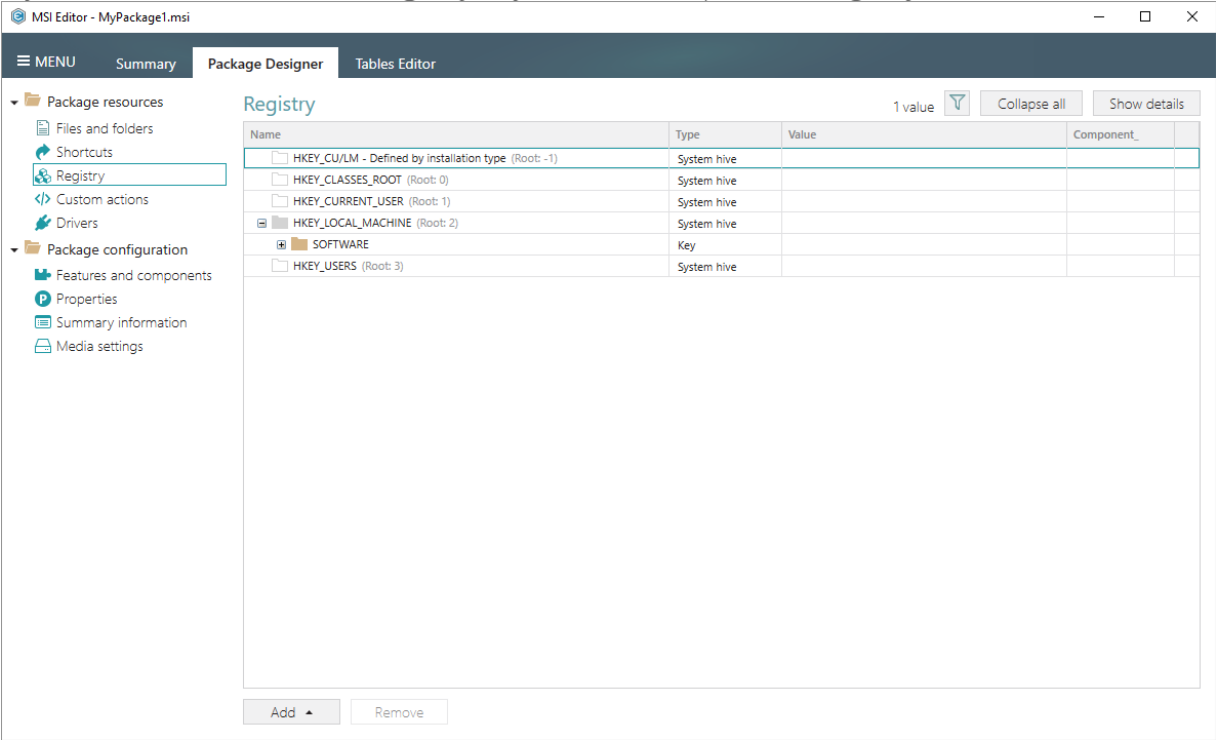 MSI Editor - MyPackage1.msi
MENU Summary Package Designer Tables Editor
Package resources
Files and folders
Shortcuts
Registry
Custom actions
Drivers
Package configuration
Features and components
Properties
Summary information
Media settings
Registry 1 value Collapse all Show details
Name Type Value Component_
HKEY_CU/LM - Defined by installation type (Root: -1) System hive
HKEY_CLASSES_ROOT (Root: 0) System hive
HKEY_CURRENT_USER (Root: 1) System hive
HKEY_LOCAL_MACHINE (Root: 2) System hive
SOFTWARE Key
HKEY_USERS (Root: 3) System hive
Add Remove